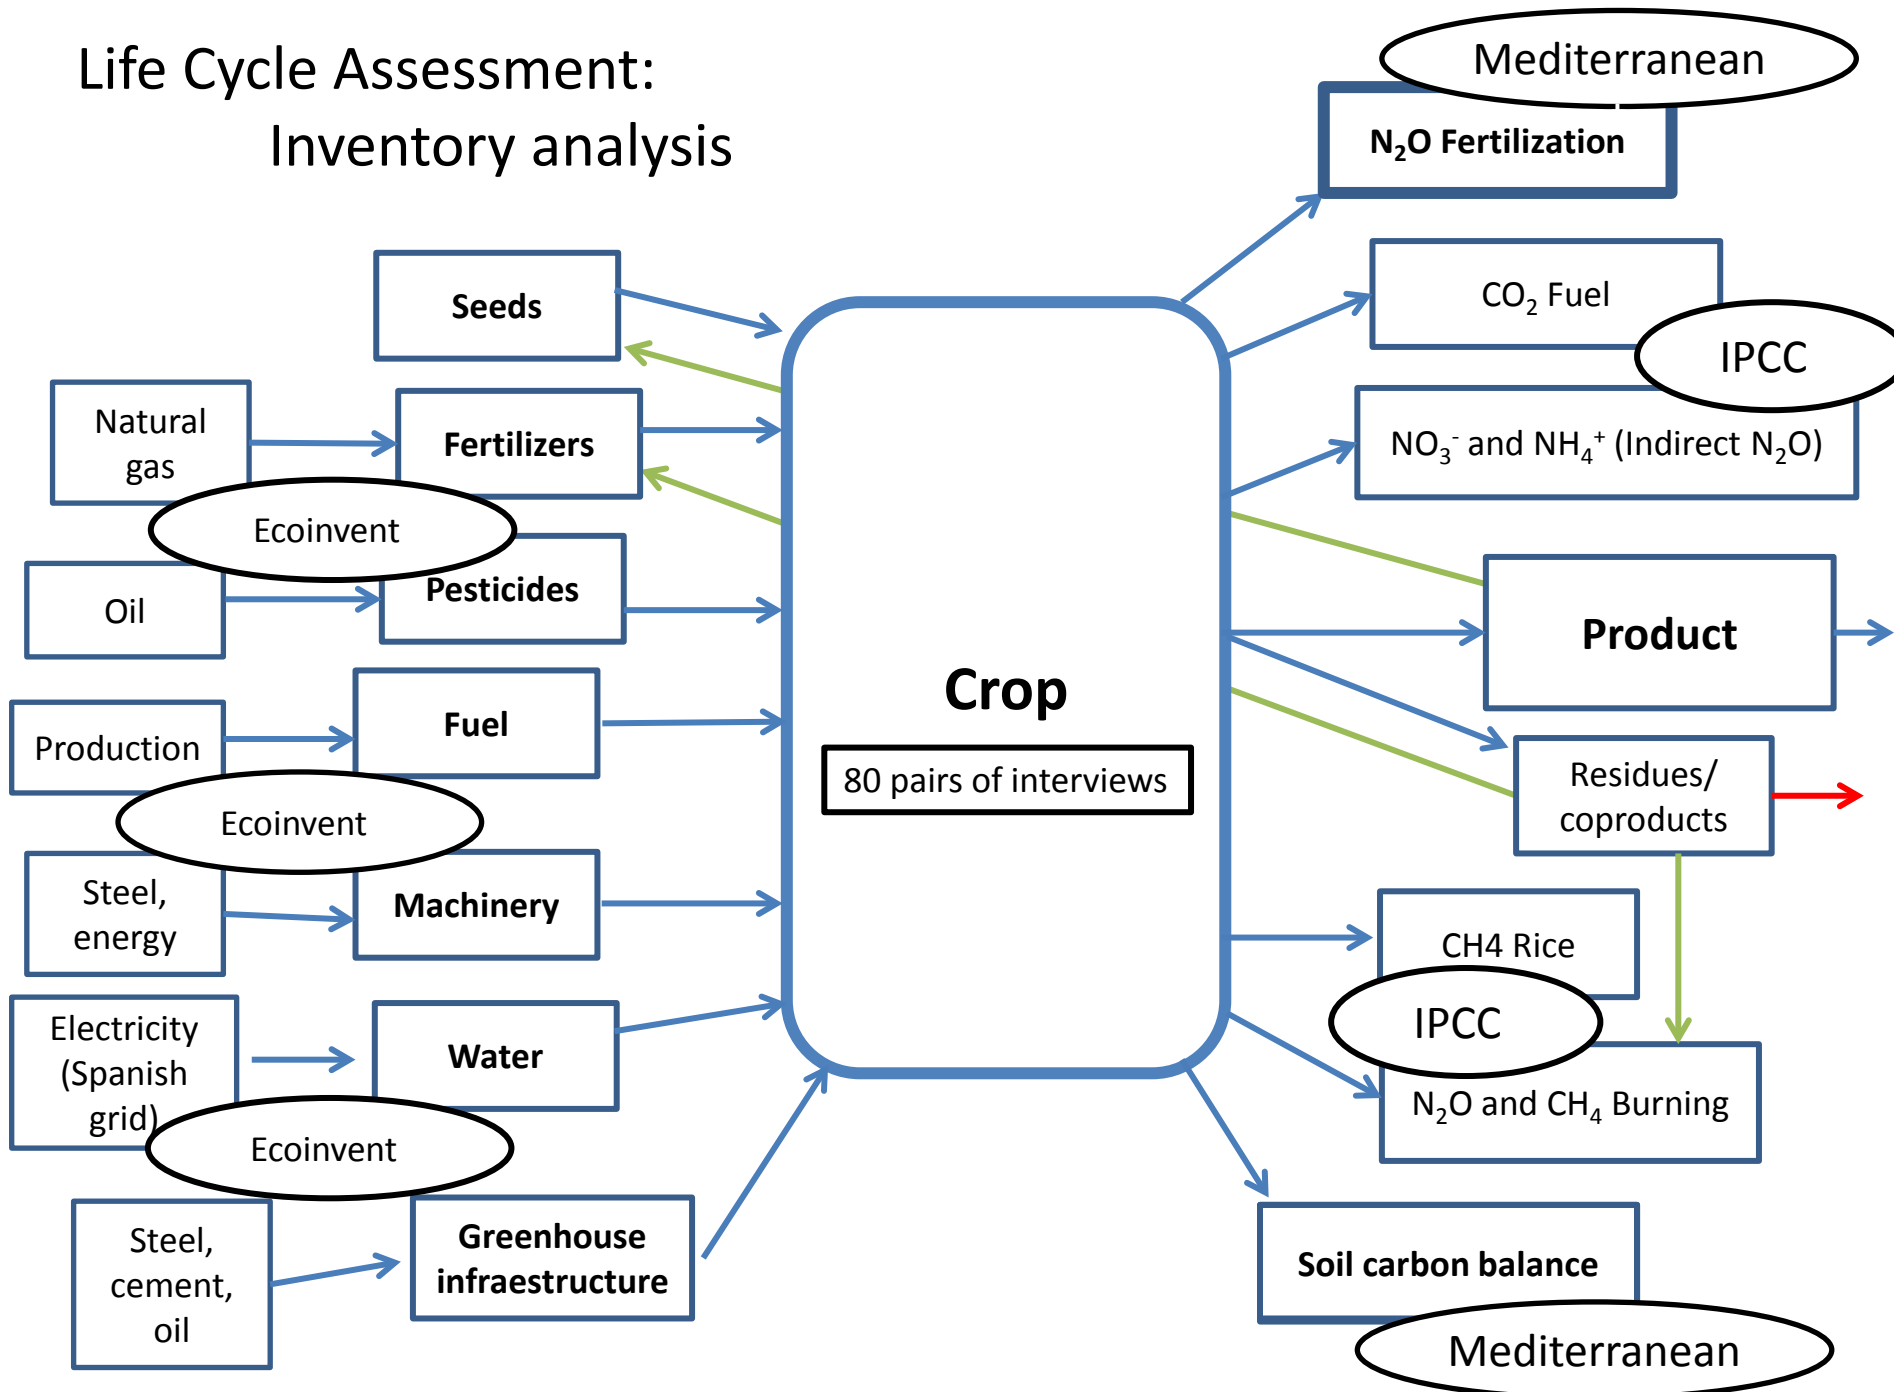 Life Cycle Assessment:
Inventory analysis
Mediterranean
N₂O Fertilization
Seeds
CO₂ Fuel
IPCC
Natural
gas
Fertilizers
NO₃⁻ and NH₄⁺ (Indirect N₂O)
Ecoinvent
Oil
Pesticides
Product
Crop
80 pairs of interviews
Production
Fuel
Residues/
coproducts
Ecoinvent
Steel,
energy
Machinery
CH4 Rice
IPCC
Electricity
(Spanish
grid)
Water
N₂O and CH₄ Burning
Ecoinvent
Steel,
cement,
oil
Greenhouse
infraestructure
Soil carbon balance
Mediterranean